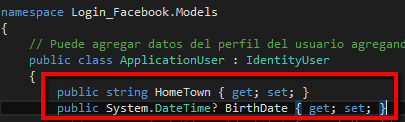 namespace Login_Facebook.Models
{
// Puede agregar datos del perfil del usuario agregand
public class ApplicationUser : IdentityUser
{
public string HomeTown { get; set; }
public System.DateTime? BirthDate { get; set; }